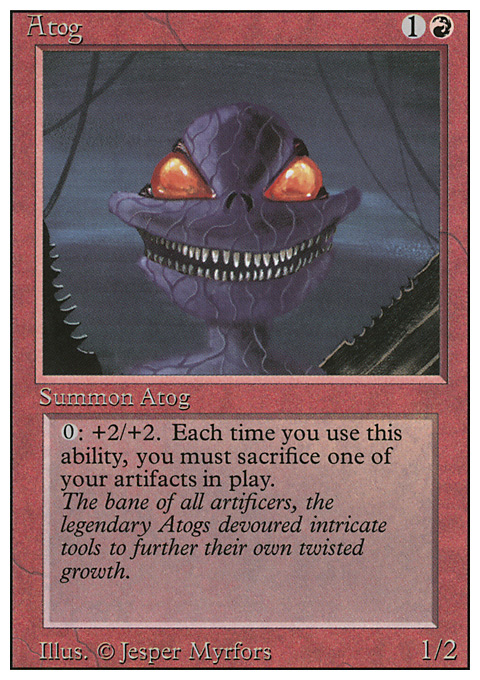 Atog 1
Summon Atog
0: +2/+2. Each time you use this
ability, you must sacrifice one of
your artifacts in play.
The bane of all artificers, the
legendary Atogs devoured intricate
tools to further their own twisted
growth.
Illus. © Jesper Myrfors 1/2